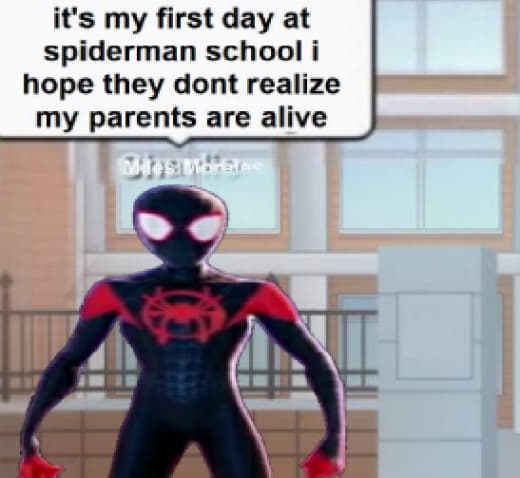 it's my first day at
spiderman school i
hope they dont realize
my parents are alive
Miles Morales